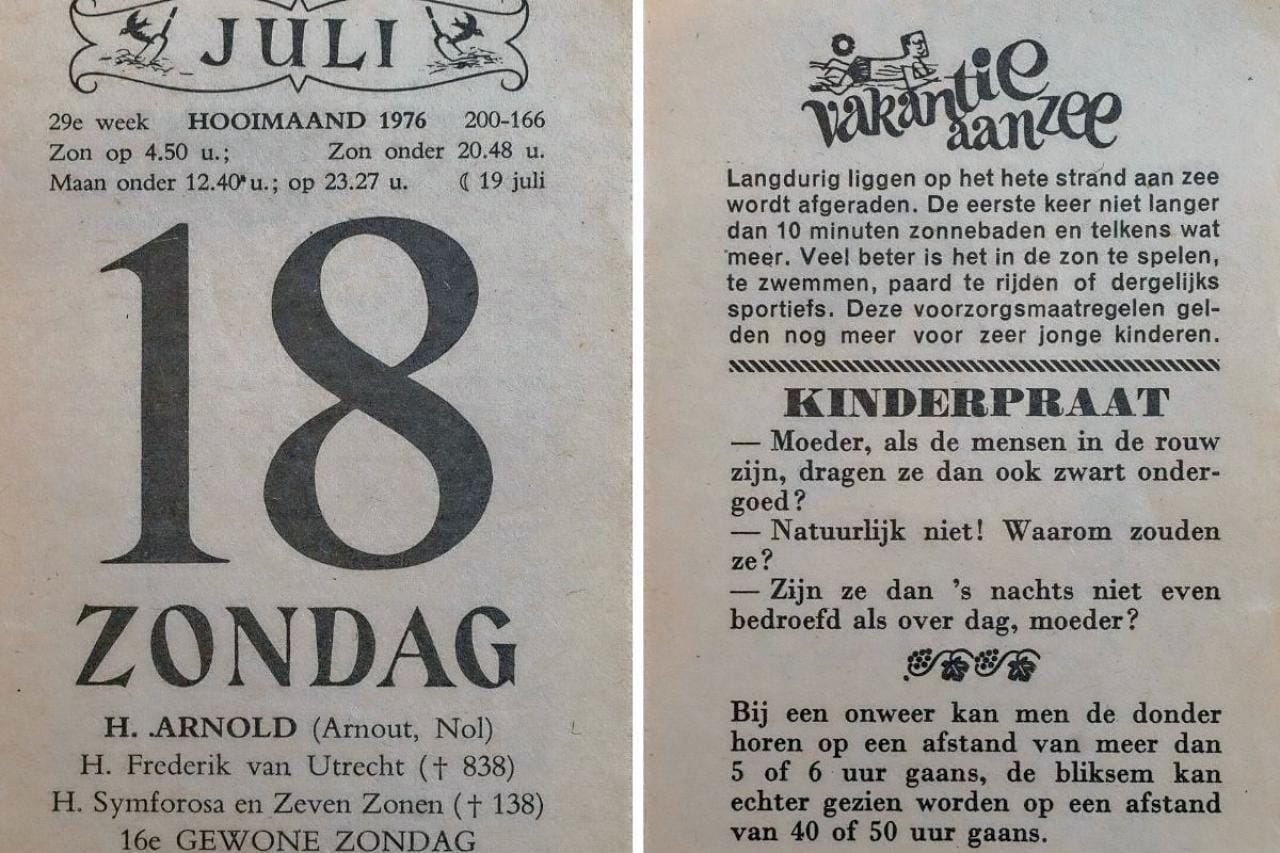 JULI
29e week HOOIMAAND 1976 200-166
Zon op 4.50 u.; Zon onder 20.48 u.
Maan onder 12.40 u.; op 23.27 u. ☾ 19 juli
18
ZONDAG
H. ARNOLD (Arnout, Nol)
H. Frederik van Utrecht († 838)
H. Symforosa en Zeven Zonen († 138)
16e GEWONE ZONDAG
vakantie
aan zee
Langdurig liggen op het hete strand aan zee
wordt afgeraden. De eerste keer niet langer
dan 10 minuten zonnebaden en telkens wat
meer. Veel beter is het in de zon te spelen,
te zwemmen, paard te rijden of dergelijks
sportiefs. Deze voorzorgsmaatregelen gel-
den nog meer voor zeer jonge kinderen.
KINDERPRAAT
— Moeder, als de mensen in de rouw
zijn, dragen ze dan ook zwart onder-
goed?
— Natuurlijk niet! Waarom zouden
ze?
— Zijn ze dan 's nachts niet even
bedroefd als over dag, moeder?
Bij een onweer kan men de donder
horen op een afstand van meer dan
5 of 6 uur gaans, de bliksem kan
echter gezien worden op een afstand
van 40 of 50 uur gaans.